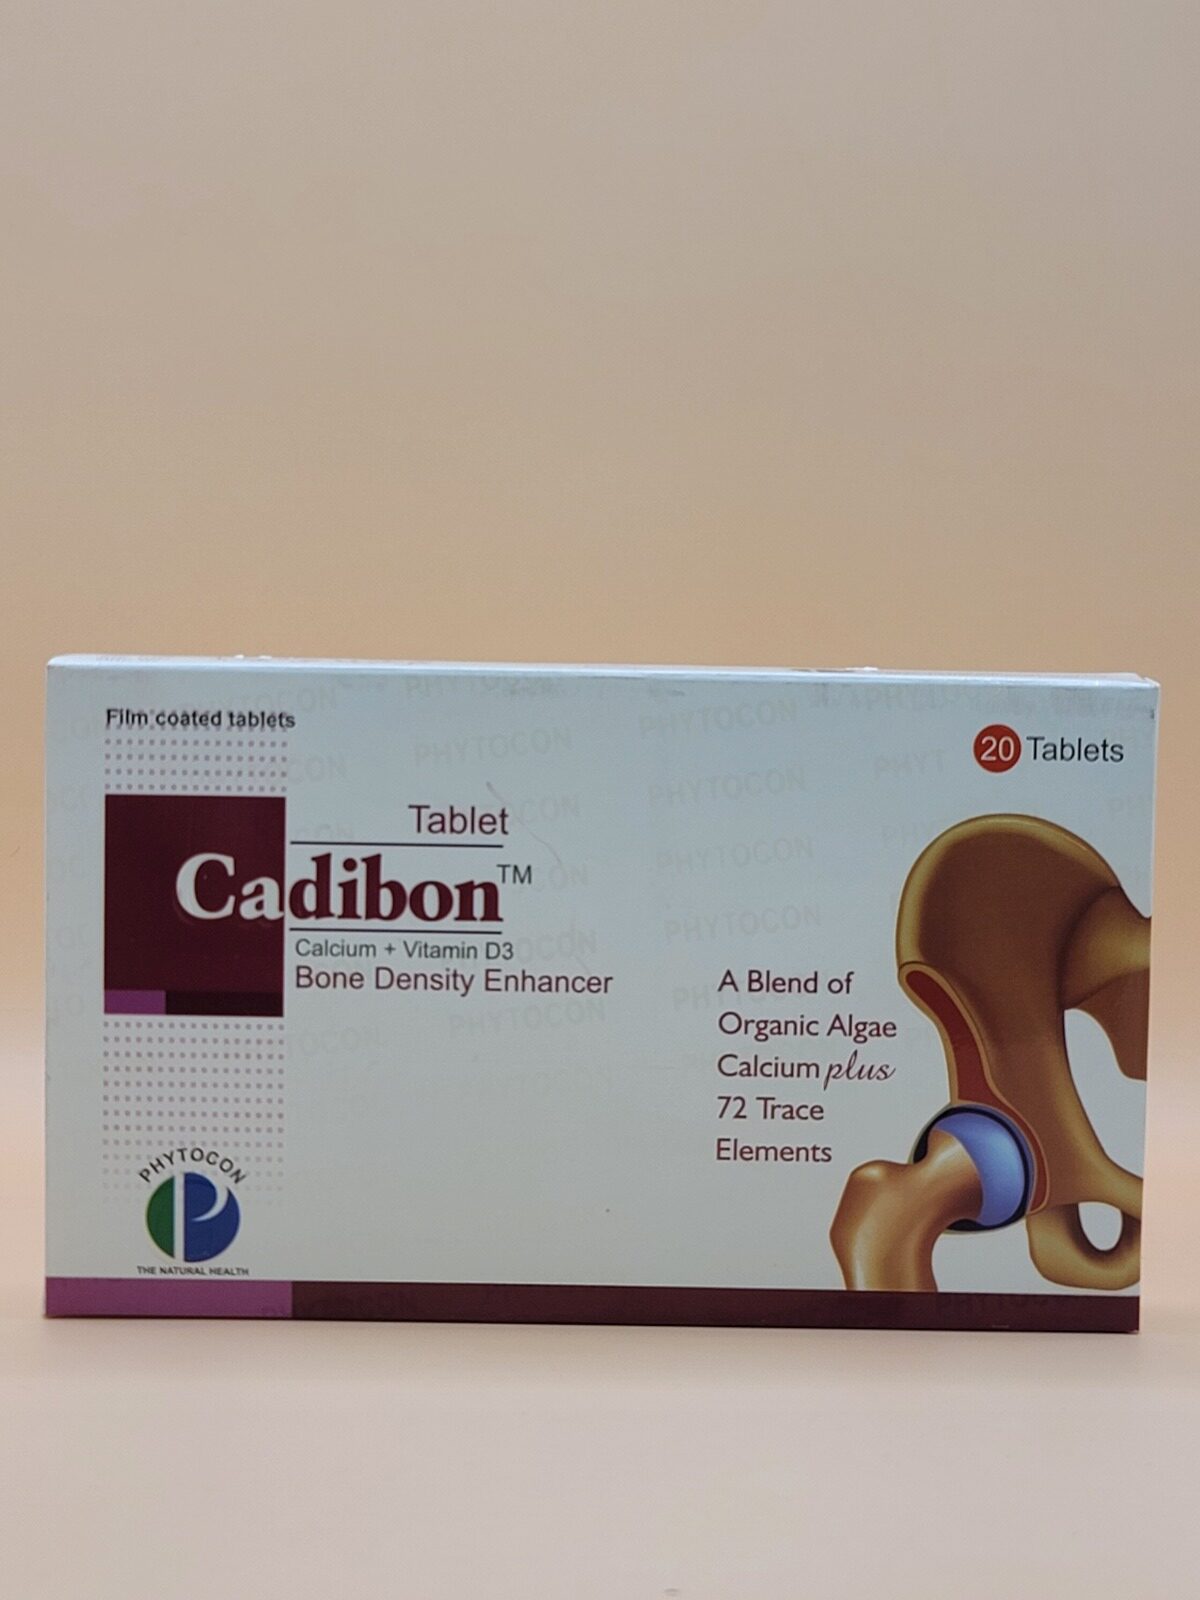 Film coated tablets
20 Tablets
Tablet
Cadibon™
Calcium + Vitamin D3
Bone Density Enhancer
A Blend of
Organic Algae
Calcium plus
72 Trace
Elements
PHYTOCON
THE NATURAL HEALTH